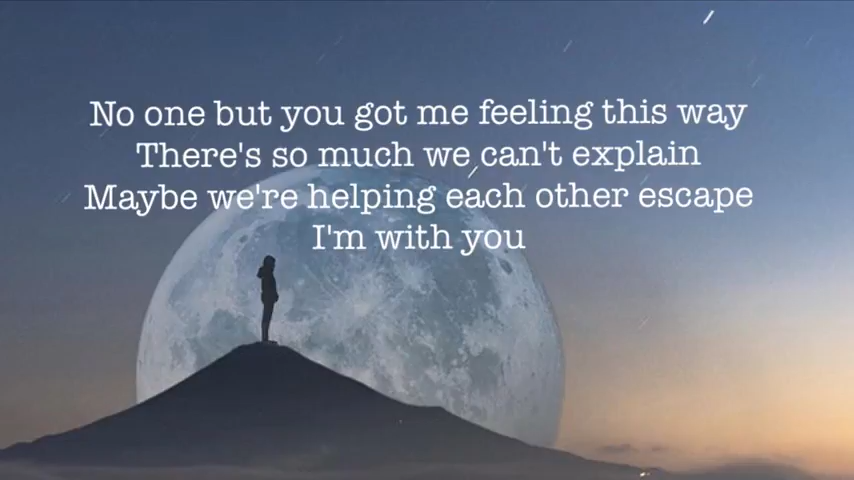 No one but you got me feeling this way
There's so much we can't explain
Maybe we're helping each other escape
I'm with you